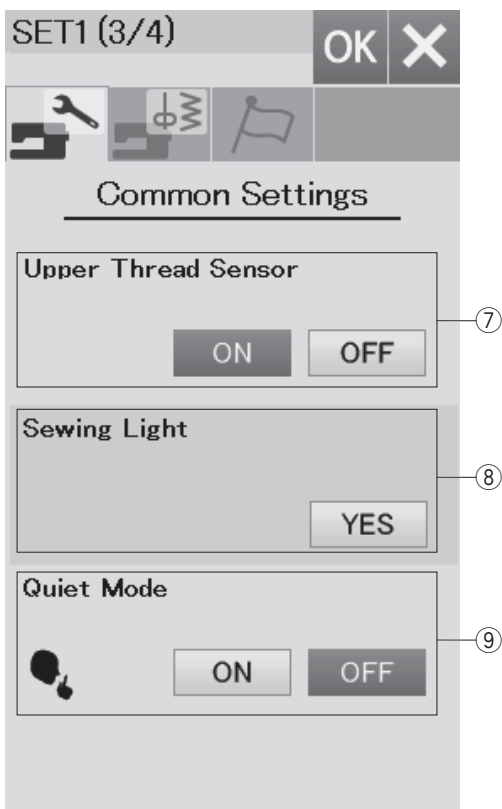 SET1 (3/4) OK
Common Settings
Upper Thread Sensor
⑦
ON OFF
Sewing Light
⑧
YES
Quiet Mode
⑨
ON OFF